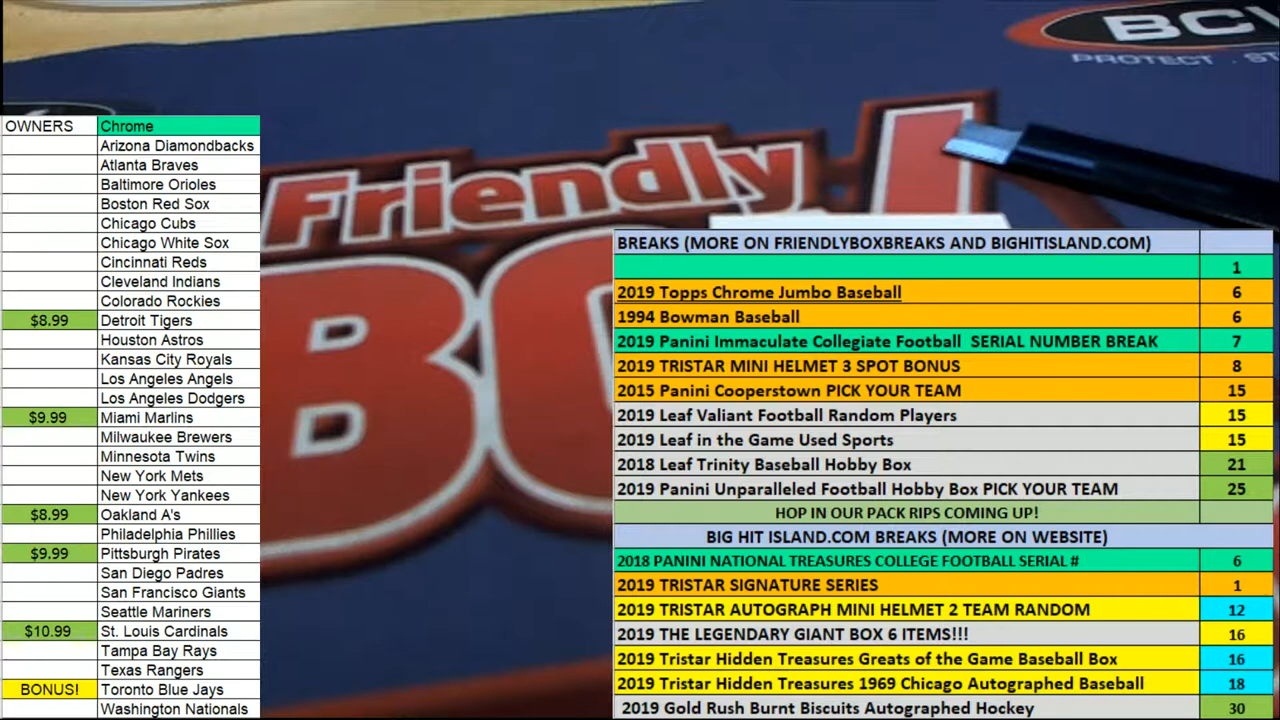 BCW
PROTECT . ST
Friendly
BO
OWNERS Chrome
Arizona Diamondbacks
Atlanta Braves
Baltimore Orioles
Boston Red Sox
Chicago Cubs
Chicago White Sox
Cincinnati Reds
Cleveland Indians
Colorado Rockies
$8.99 Detroit Tigers
Houston Astros
Kansas City Royals
Los Angeles Angels
Los Angeles Dodgers
$9.99 Miami Marlins
Milwaukee Brewers
Minnesota Twins
New York Mets
New York Yankees
$8.99 Oakland A's
Philadelphia Phillies
$9.99 Pittsburgh Pirates
San Diego Padres
San Francisco Giants
Seattle Mariners
$10.99 St. Louis Cardinals
Tampa Bay Rays
Texas Rangers
BONUS! Toronto Blue Jays
Washington Nationals
BREAKS (MORE ON FRIENDLYBOXBREAKS AND BIGHITISLAND.COM)
1
2019 Topps Chrome Jumbo Baseball 6
1994 Bowman Baseball 6
2019 Panini Immaculate Collegiate Football SERIAL NUMBER BREAK 7
2019 TRISTAR MINI HELMET 3 SPOT BONUS 8
2015 Panini Cooperstown PICK YOUR TEAM 15
2019 Leaf Valiant Football Random Players 15
2019 Leaf in the Game Used Sports 15
2018 Leaf Trinity Baseball Hobby Box 21
2019 Panini Unparalleled Football Hobby Box PICK YOUR TEAM 25
HOP IN OUR PACK RIPS COMING UP!
BIG HIT ISLAND.COM BREAKS (MORE ON WEBSITE)
2018 PANINI NATIONAL TREASURES COLLEGE FOOTBALL SERIAL # 6
2019 TRISTAR SIGNATURE SERIES 1
2019 TRISTAR AUTOGRAPH MINI HELMET 2 TEAM RANDOM 12
2019 THE LEGENDARY GIANT BOX 6 ITEMS!!! 16
2019 Tristar Hidden Treasures Greats of the Game Baseball Box 16
2019 Tristar Hidden Treasures 1969 Chicago Autographed Baseball 18
2019 Gold Rush Burnt Biscuits Autographed Hockey 30